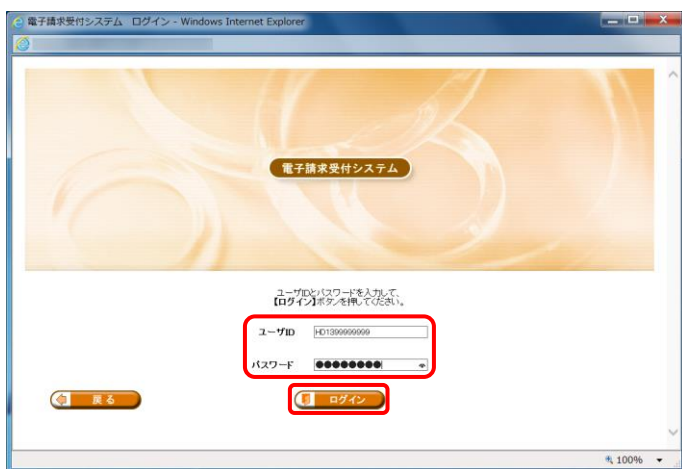 電子請求受付システム ログイン - Windows Internet Explorer
電子請求受付システム
ユーザIDとパスワードを入力して、
【ログイン】ボタンを押してください。
ユーザID HD1399999999
パスワード ●●●●●●●●
戻る ログイン
100%